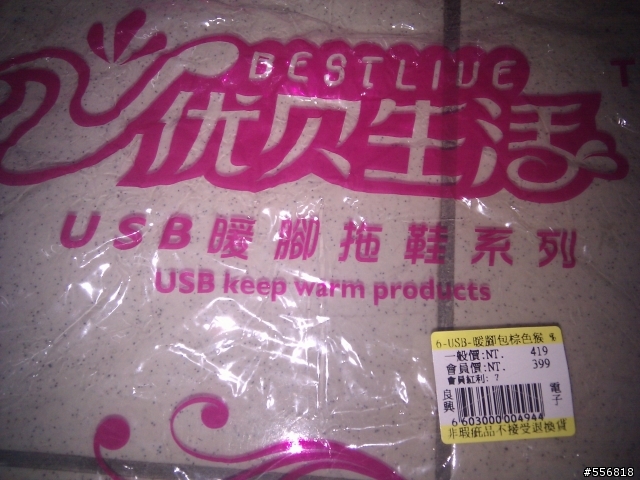 BESTLIVE
优贝生活
T
USB暖腳拖鞋系列
USB keep warm products
6-USB-暖腳包棕色猴 %
一般價:NT. 419
會員價:NT. 399
會員紅利: 7
良興
電子
6603000004944
非瑕疵品不接受退換貨
#556818